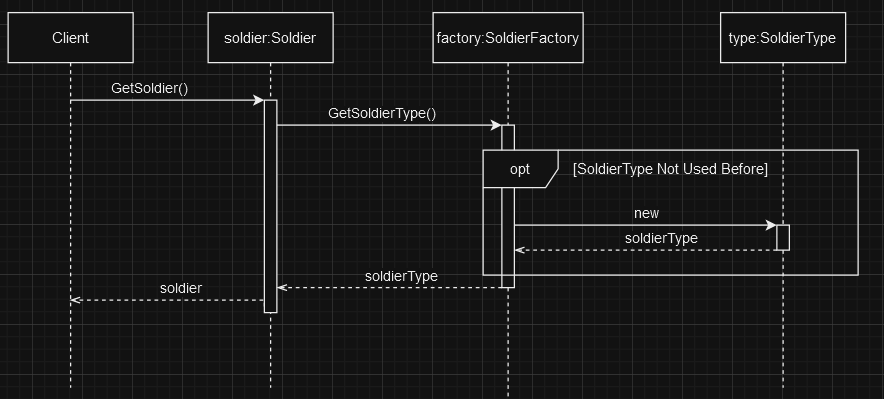 Client
soldier:Soldier
factory:SoldierFactory
type:SoldierType
GetSoldier()
GetSoldierType()
opt
[SoldierType Not Used Before]
new
soldierType
soldierType
soldier